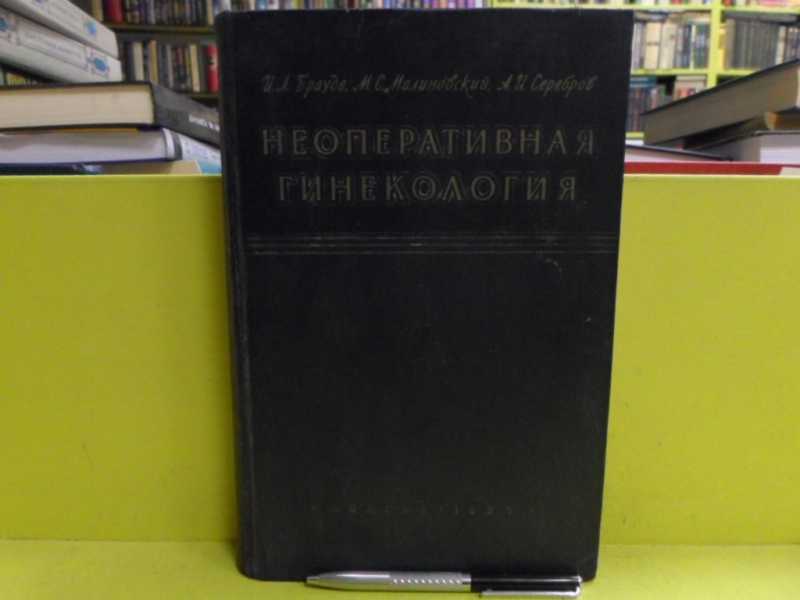 И.Л. Брауде, М.С. Малиновский, А.И. Серебров
НЕОПЕРАТИВНАЯ
ГИНЕКОЛОГИЯ